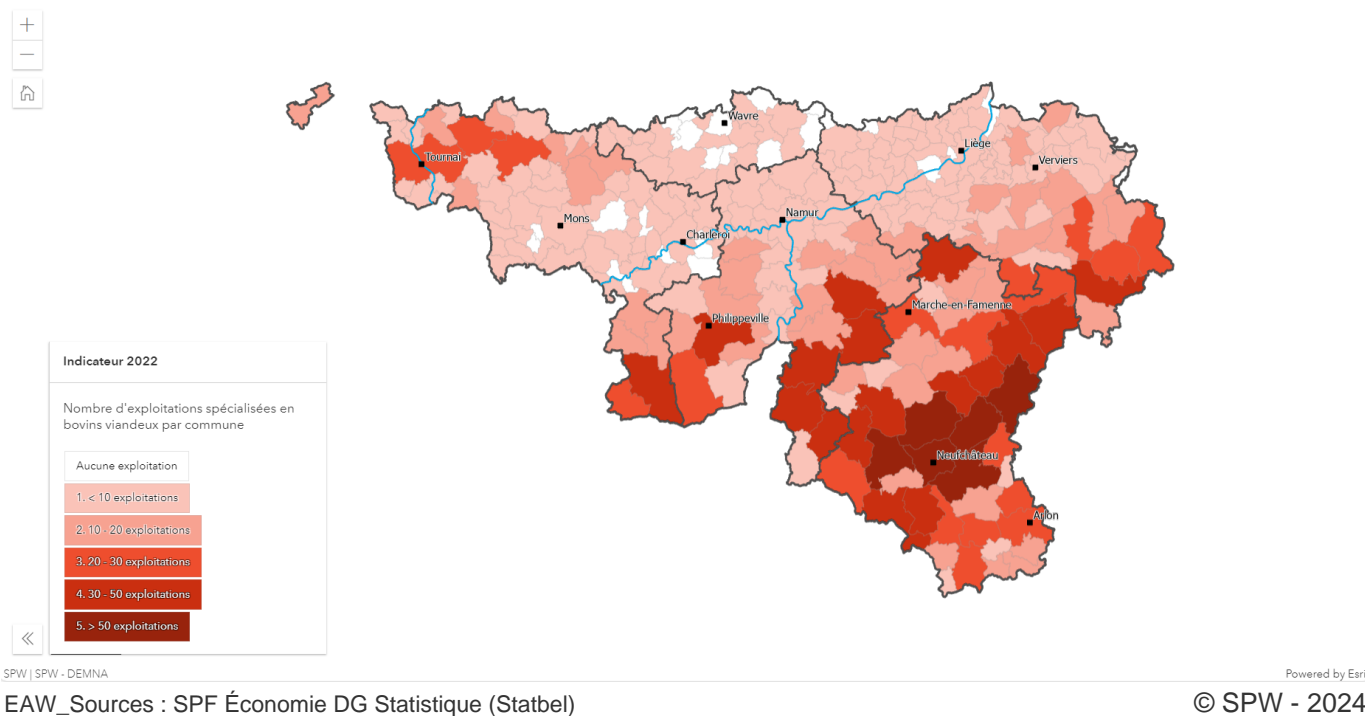 +
−
Wavre
Liège
Verviers
Tournai
Namur
Mons
Charleroi
Marche-en-Famenne
Philippeville
Neufchâteau
Arlon
Indicateur 2022
Nombre d'exploitations spécialisées en
bovins viandeux par commune
Aucune exploitation
1. < 10 exploitations
2. 10 - 20 exploitations
3. 20 - 30 exploitations
4. 30 - 50 exploitations
5. > 50 exploitations
SPW | SPW - DEMNA
Powered by Esri
EAW_Sources : SPF Économie DG Statistique (Statbel)
© SPW - 2024